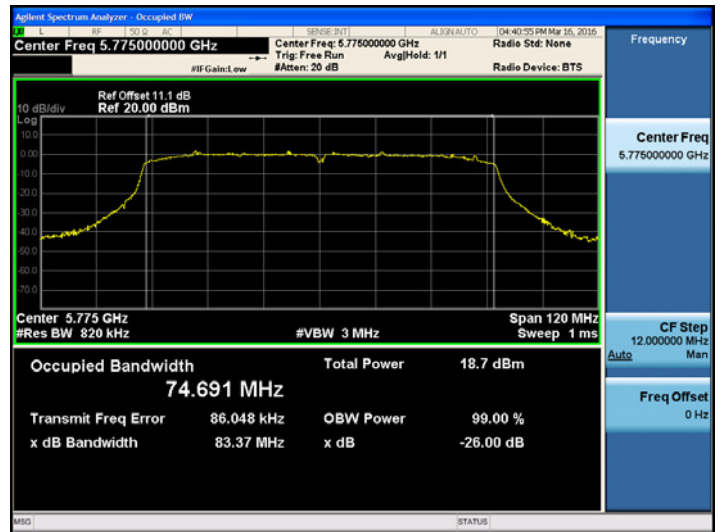 Agilent Spectrum Analyzer - Occupied BW
L RF 50 Ω AC SENSE:INT ALIGN AUTO 04:40:55 PM Mar 16, 2016
Center Freq 5.775000000 GHz Center Freq: 5.775000000 GHz Radio Std: None Frequency
Trig: Free Run Avg|Hold: 1/1
#IFGain:Low #Atten: 20 dB Radio Device: BTS
Ref Offset 11.1 dB
10 dB/div Ref 20.00 dBm
Log
10.0
0.00
-10.0
-20.0
-30.0
-40.0
-50.0
-60.0
-70.0
Center Freq
5.775000000 GHz
Center 5.775 GHz Span 120 MHz
#Res BW 820 kHz #VBW 3 MHz Sweep 1 ms
CF Step
12.000000 MHz
Auto Man
Occupied Bandwidth Total Power 18.7 dBm
74.691 MHz
Transmit Freq Error 86.048 kHz OBW Power 99.00 %
x dB Bandwidth 83.37 MHz x dB -26.00 dB
Freq Offset
0 Hz
MSG STATUS